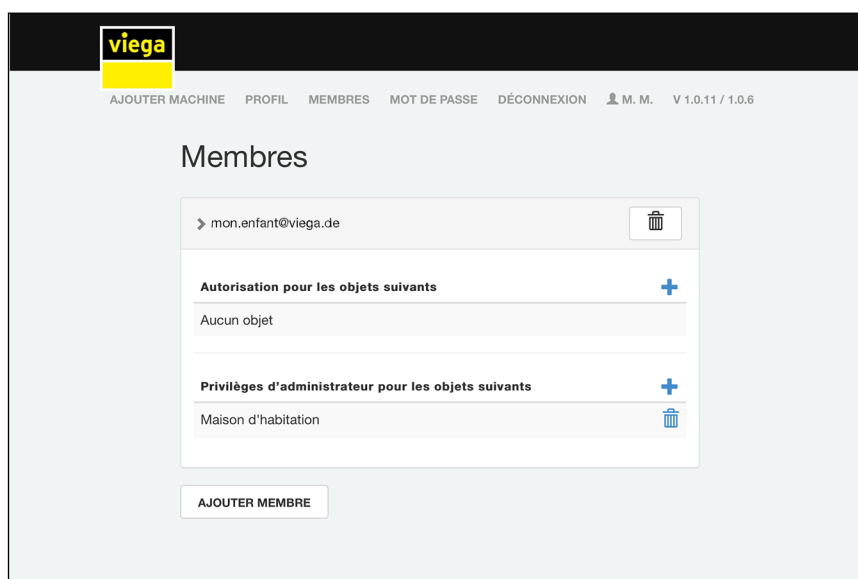 viega
AJOUTER MACHINE PROFIL MEMBRES MOT DE PASSE DÉCONNEXION M. M. V 1.0.11 / 1.0.6
Membres
mon.enfant@viega.de
Autorisation pour les objets suivants
Aucun objet
Privilèges d'administrateur pour les objets suivants
Maison d'habitation
AJOUTER MEMBRE